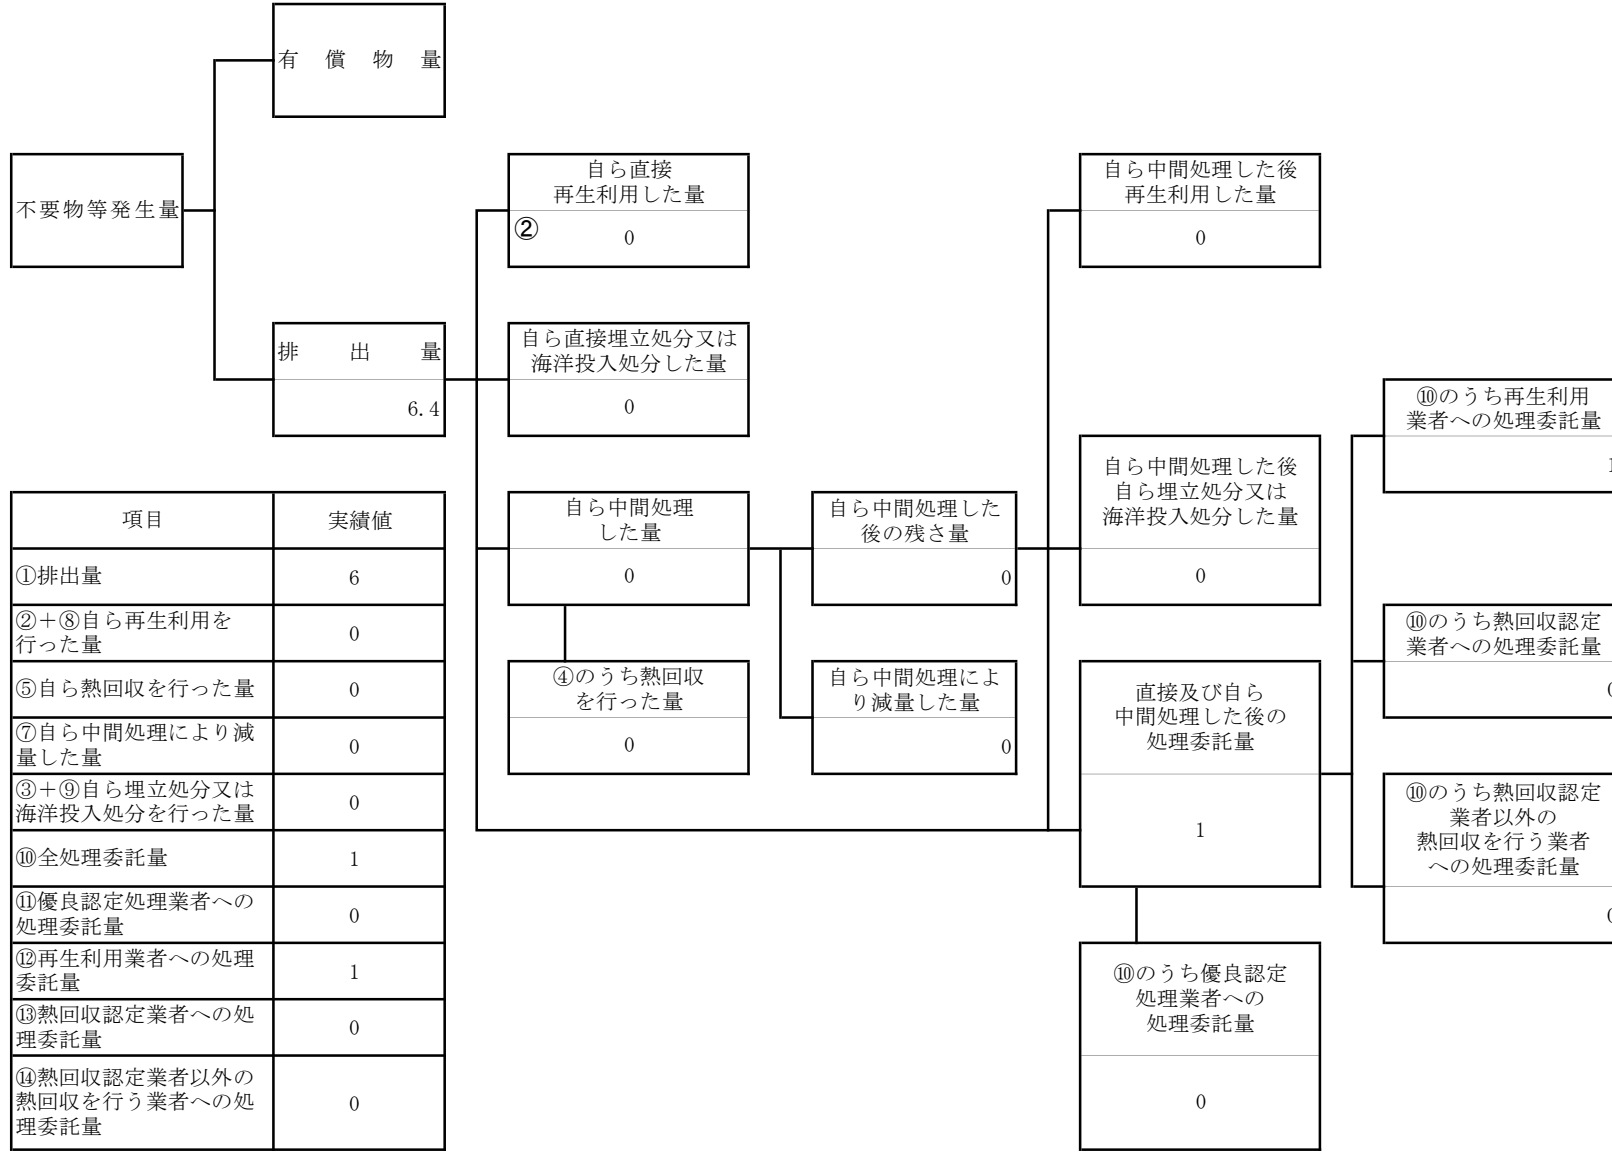 有償物量
不要物等発生量
自ら直接
再生利用した量
②
0
自ら中間処理した後
再生利用した量
0
排出量
6.4
自ら直接埋立処分又は
海洋投入処分した量
0
⑩のうち再生利用
業者への処理委託量
1
自ら中間処理した後
自ら埋立処分又は
海洋投入処分した量
0
自ら中間処理
した量
0
自ら中間処理した
後の残さ量
0
④のうち熱回収
を行った量
0
自ら中間処理によ
り減量した量
0
⑩のうち熱回収認定
業者への処理委託量
0
直接及び自ら
中間処理した後の
処理委託量
1
⑩のうち熱回収認定
業者以外の
熱回収を行う業者
への処理委託量
0
⑩のうち優良認定
処理業者への
処理委託量
0
項目 実績値
①排出量 6
②+⑧自ら再生利用を
行った量 0
⑤自ら熱回収を行った量 0
⑦自ら中間処理により減
量した量 0
③+⑨自ら埋立処分又は
海洋投入処分を行った量 0
⑩全処理委託量 1
⑪優良認定処理業者への
処理委託量 0
⑫再生利用業者への処理
委託量 1
⑬熱回収認定業者への処
理委託量 0
⑭熱回収認定業者以外の
熱回収を行う業者への処
理委託量 0